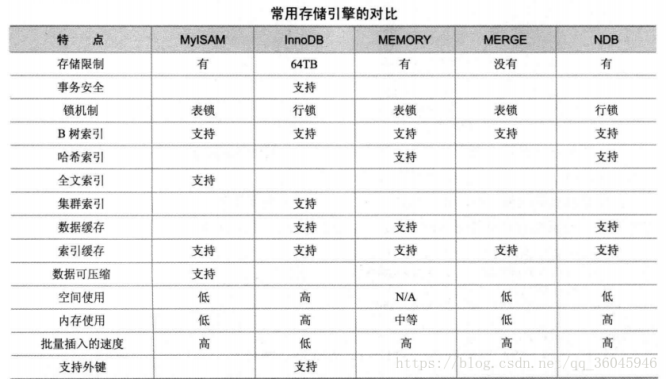 常用存储引擎的对比
特 点 MyISAM InnoDB MEMORY MERGE NDB
存储限制 有 64TB 有 没有 有
事务安全 支持
锁机制 表锁 行锁 表锁 表锁 行锁
B 树索引 支持 支持 支持 支持 支持
哈希索引 支持 支持
全文索引 支持
集群索引 支持
数据缓存 支持 支持 支持
索引缓存 支持 支持 支持 支持 支持
数据可压缩 支持
空间使用 低 高 N/A 低 低
内存使用 低 高 中等 低 高
批量插入的速度 高 低 高 高 高
支持外键 支持
https://blog.csdn.net/qq_36045946